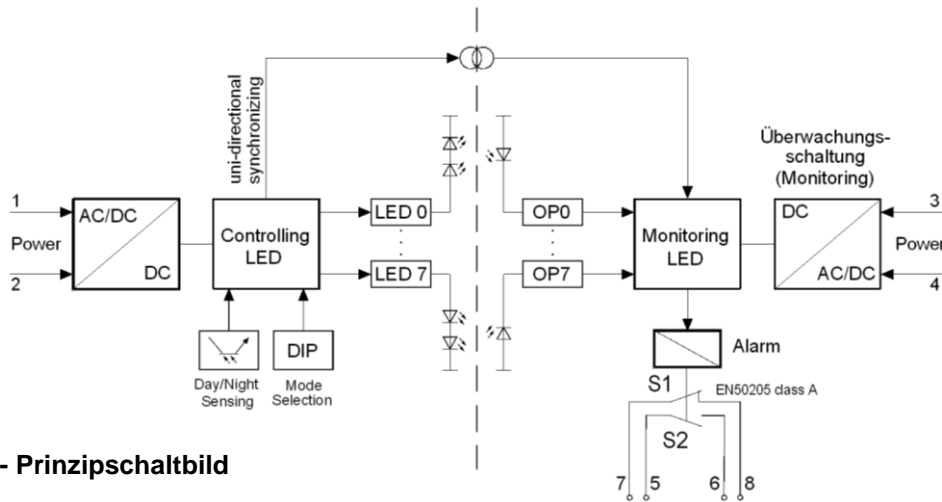 uni-directional
synchronizing
Überwachungs-
schaltung
(Monitoring)
1
Power
2
AC/DC
DC
Controlling
LED
LED 0
LED 7
OP0
OP7
Monitoring
LED
DC
AC/DC
3
Power
4
Day/Night
Sensing
DIP
Mode
Selection
Alarm
S1
EN50205 class A
S2
7
5
6
8
- Prinzipschaltbild